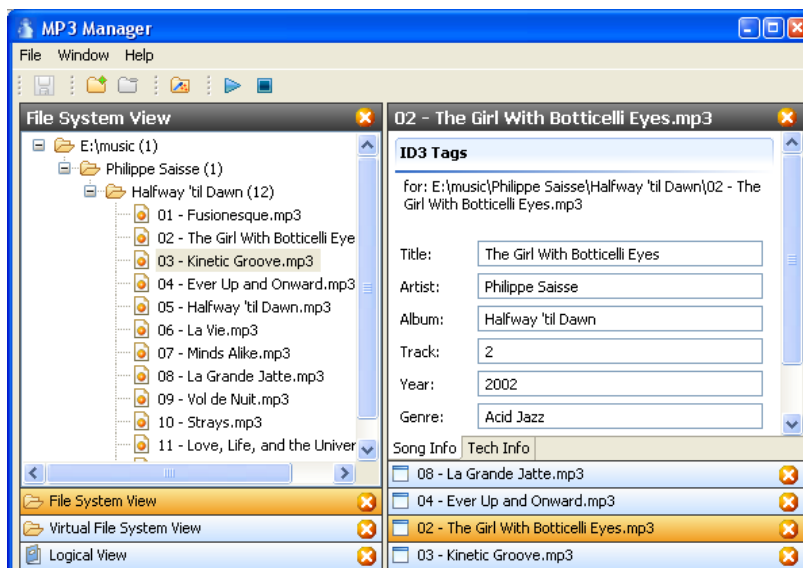 MP3 Manager
File Window Help
File System View
E:\music (1)
Philippe Saisse (1)
Halfway 'til Dawn (12)
01 - Fusionesque.mp3
02 - The Girl With Botticelli Eye
03 - Kinetic Groove.mp3
04 - Ever Up and Onward.mp3
05 - Halfway 'til Dawn.mp3
06 - La Vie.mp3
07 - Minds Alike.mp3
08 - La Grande Jatte.mp3
09 - Vol de Nuit.mp3
10 - Strays.mp3
11 - Love, Life, and the Univer
File System View
Virtual File System View
Logical View
02 - The Girl With Botticelli Eyes.mp3
ID3 Tags
for: E:\music\Philippe Saisse\Halfway 'til Dawn\02 - The
Girl With Botticelli Eyes.mp3
Title: The Girl With Botticelli Eyes
Artist: Philippe Saisse
Album: Halfway 'til Dawn
Track: 2
Year: 2002
Genre: Acid Jazz
Song Info Tech Info
08 - La Grande Jatte.mp3
04 - Ever Up and Onward.mp3
02 - The Girl With Botticelli Eyes.mp3
03 - Kinetic Groove.mp3